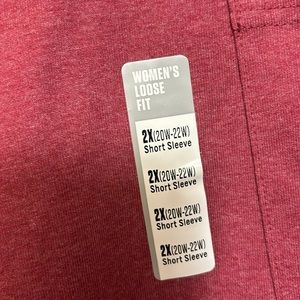 WOMEN'S
LOOSE
FIT
2X(20W-22W)
Short Sleeve
2X(20W-22W)
Short Sleeve
2X(20W-22W)
Short Sleeve
2X(20W-22W)
Short Sleeve